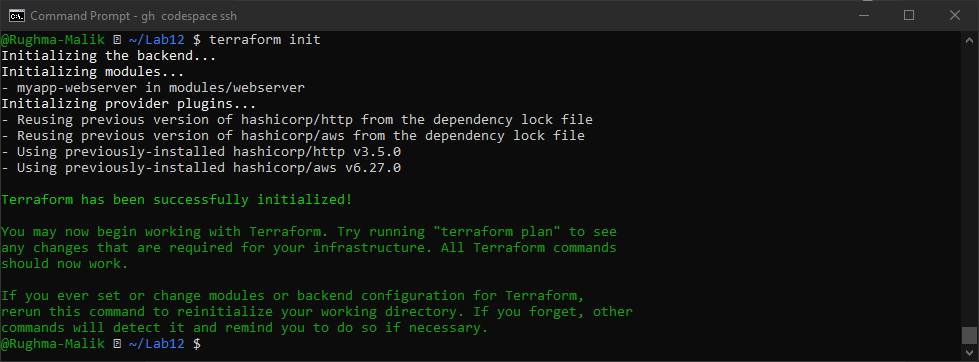 Command Prompt - gh codespace ssh
@Rughma-Malik ~/Lab12 $ terraform init
Initializing the backend...
Initializing modules...
- myapp-webserver in modules/webserver
Initializing provider plugins...
- Reusing previous version of hashicorp/http from the dependency lock file
- Reusing previous version of hashicorp/aws from the dependency lock file
- Using previously-installed hashicorp/http v3.5.0
- Using previously-installed hashicorp/aws v6.27.0
Terraform has been successfully initialized!
You may now begin working with Terraform. Try running "terraform plan" to see
any changes that are required for your infrastructure. All Terraform commands
should now work.
If you ever set or change modules or backend configuration for Terraform,
rerun this command to reinitialize your working directory. If you forget, other
commands will detect it and remind you to do so if necessary.
@Rughma-Malik ~/Lab12 $